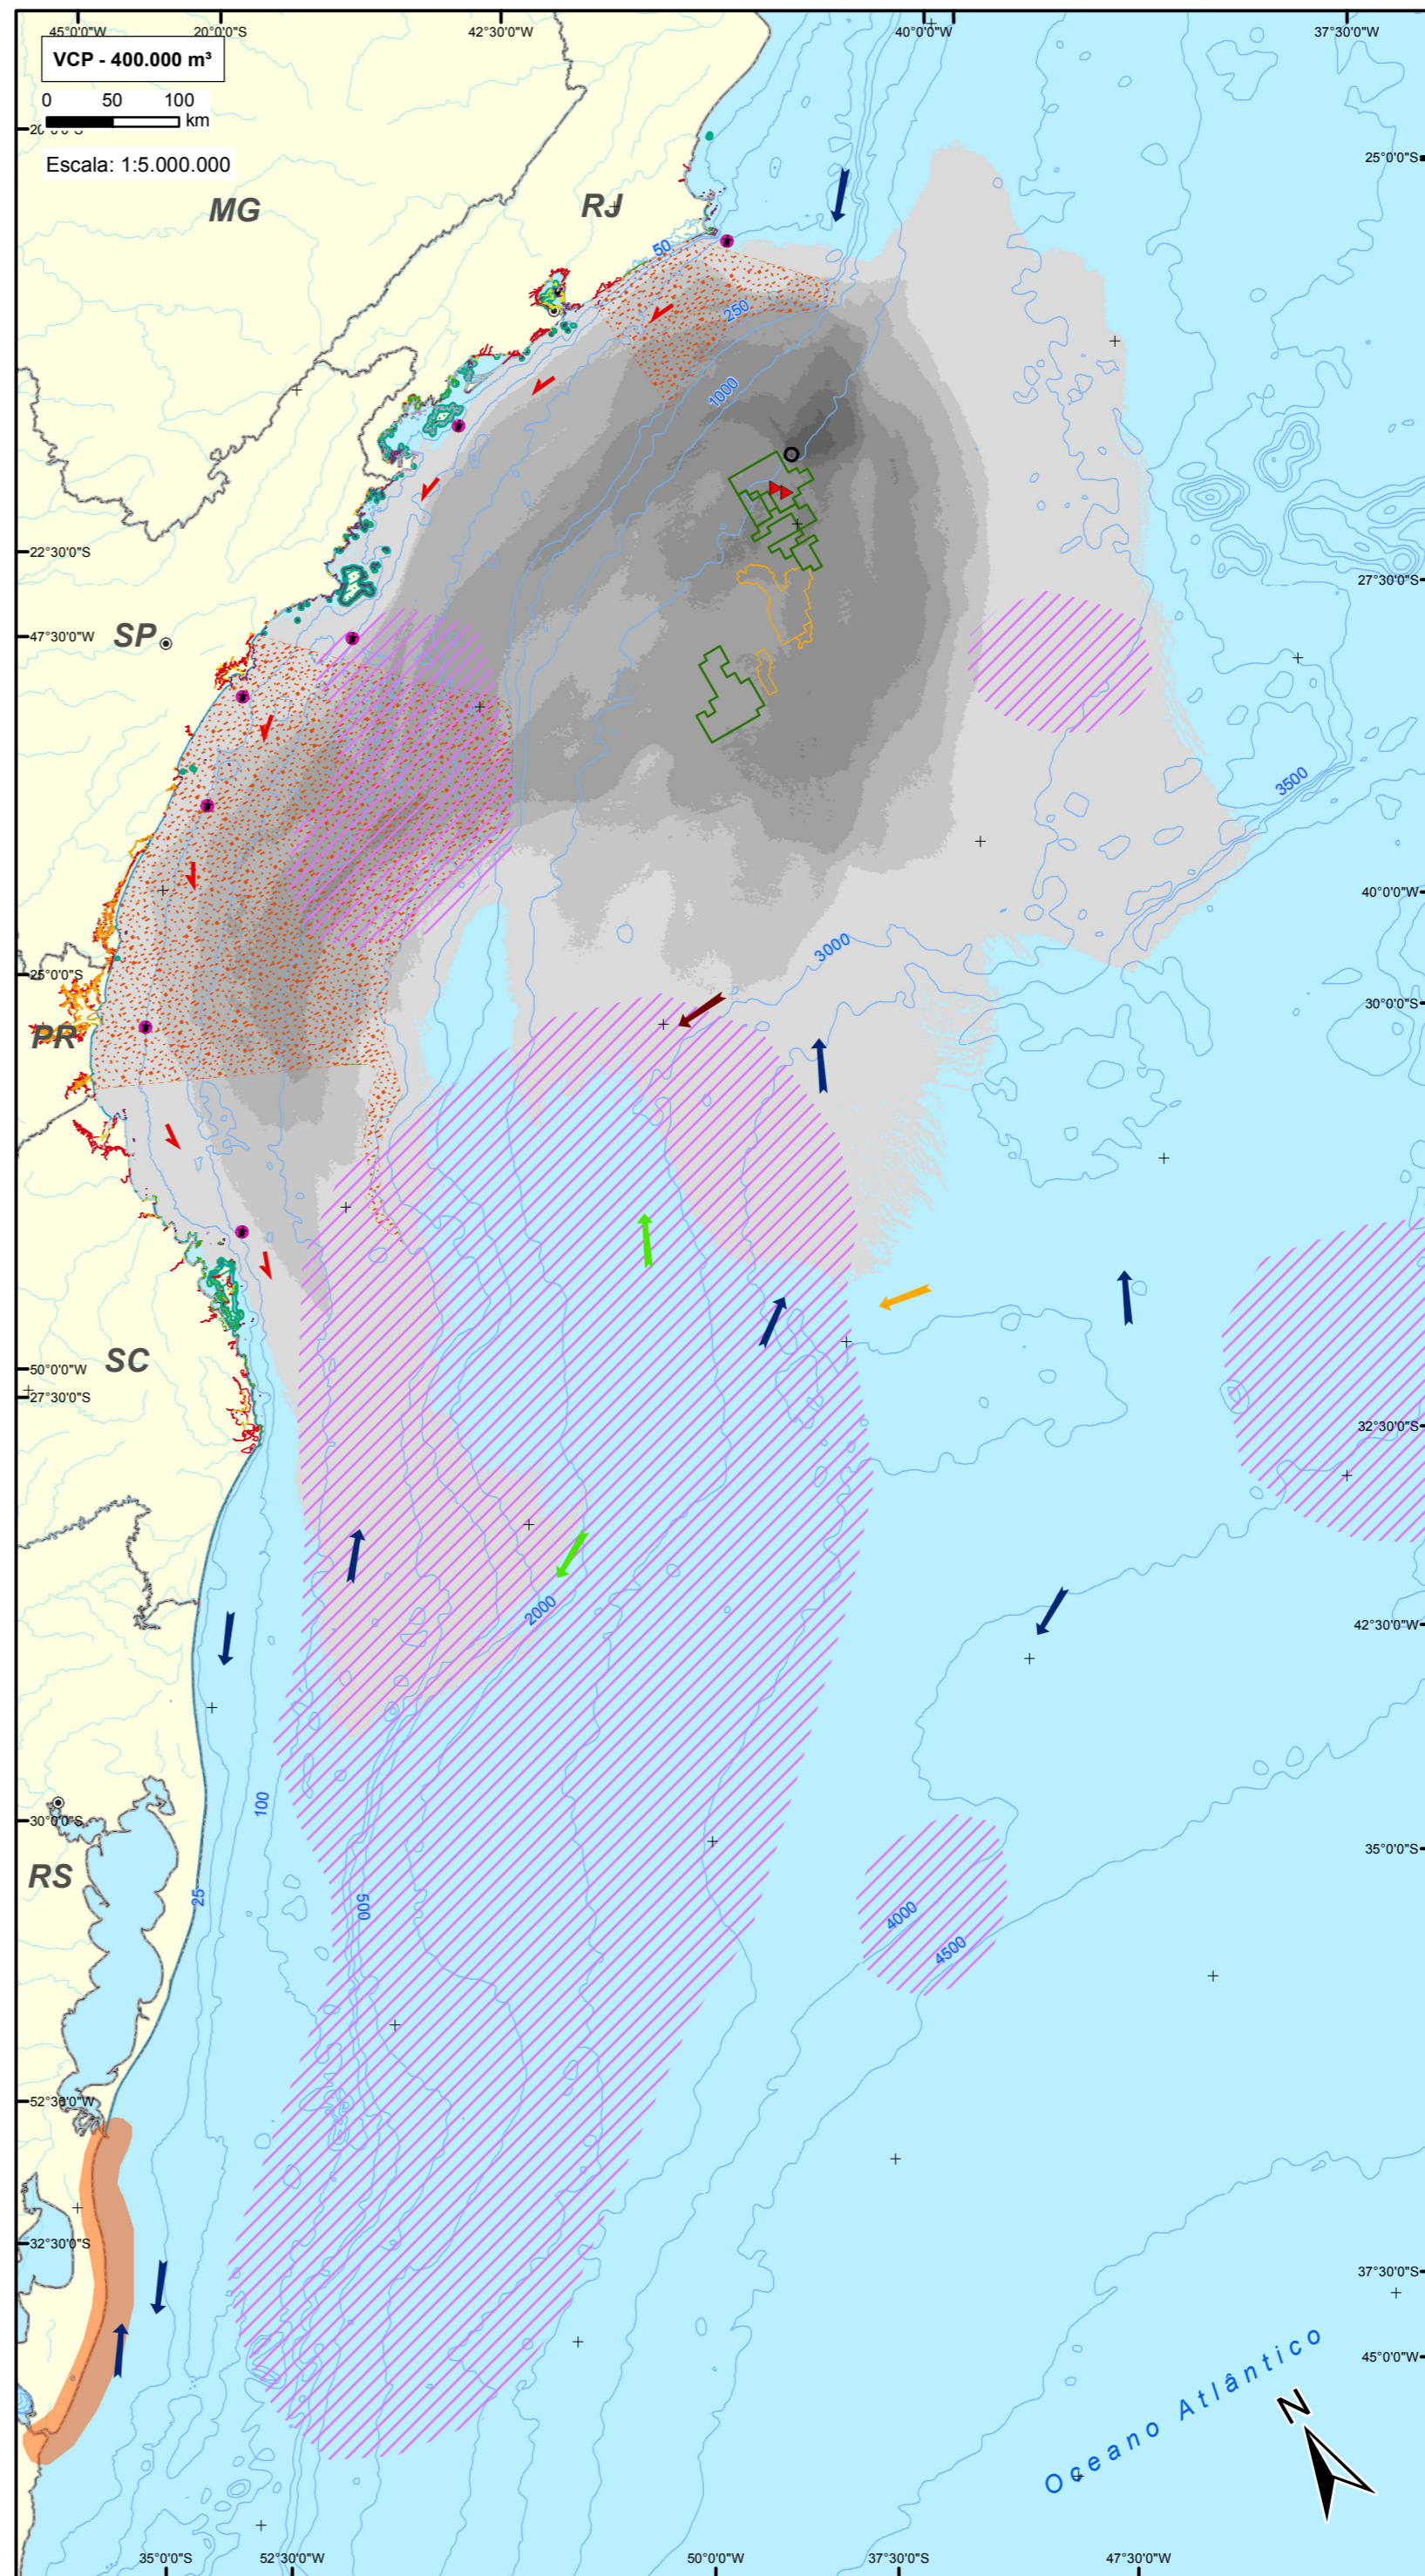 45°0'0"W
20°0'0"S
42°30'0"W
40°0'0"W
37°30'0"W
VCP - 400.000 m³
0 50 100
km
Escala: 1:5.000.000
25°0'0"S
MG
RJ
50
250
1000
22°30'0"S
27°30'0"S
47°30'0"W
SP
3500
40°0'0"W
3000
25°0'0"S
30°0'0"S
PR
SC
50°0'0"W
27°30'0"S
32°30'0"S
2000
42°30'0"W
100
30°0'0"S
35°0'0"S
RS
25
500
4000
4500
52°30'0"W
32°30'0"S
37°30'0"S
45°0'0"W
Oceano Atlântico
N
35°0'0"S
52°30'0"W
50°0'0"W
37°30'0"S
47°30'0"W